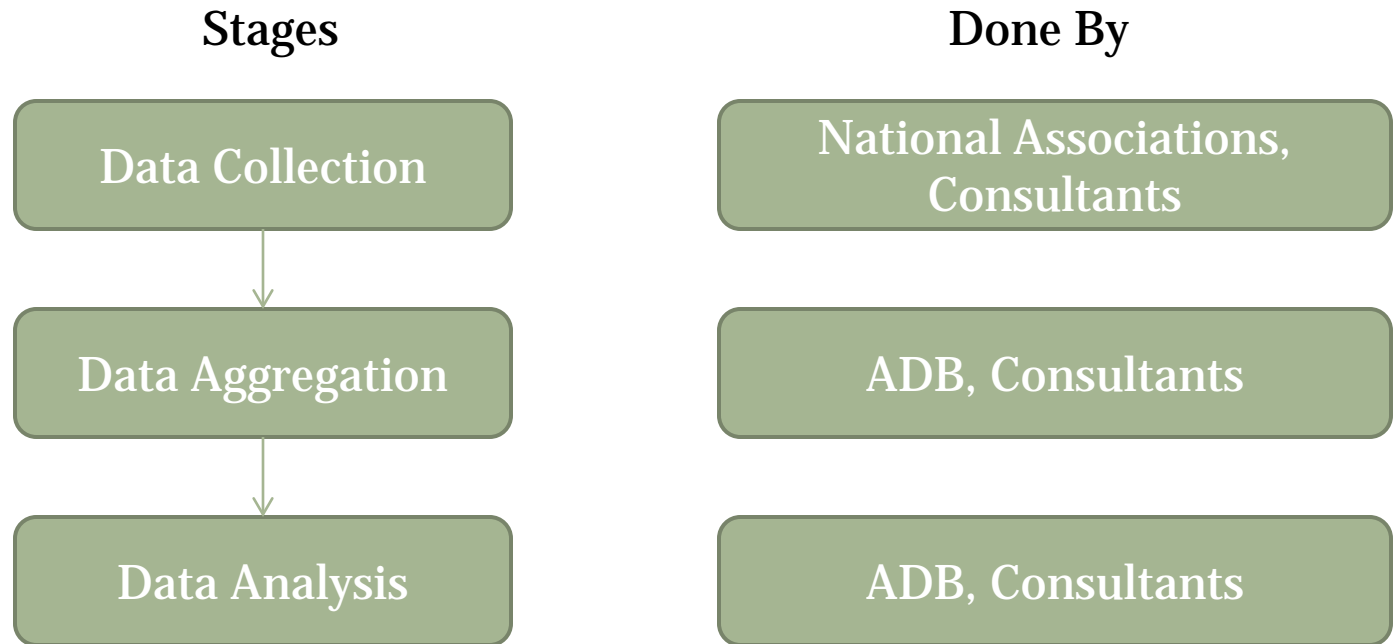 Stages
Done By
Data Collection
National Associations,
Consultants
Data Aggregation
ADB, Consultants
Data Analysis
ADB, Consultants